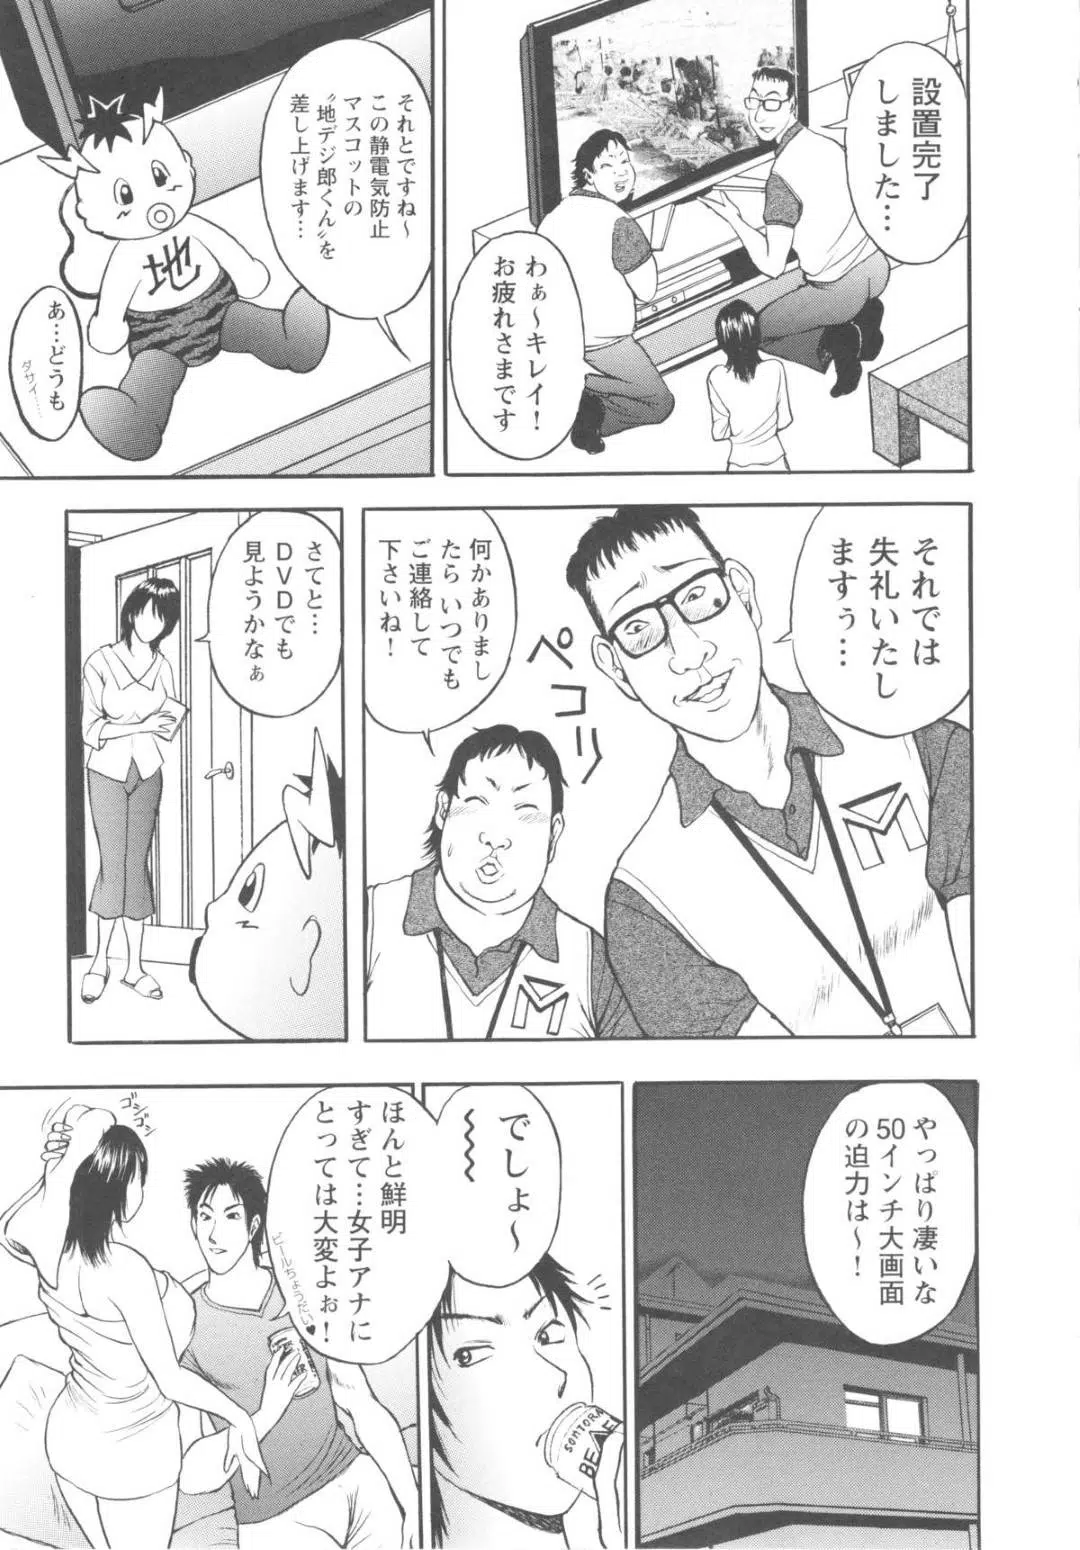 設置完了
しました…
わぁ～キレイ！
お疲れさまです
それとですね～
この静電気防止
マスコットの
〝地デジ郎くん〟を
差し上げます…
地
あ…どうも
ダサイ……
それでは
失礼いたし
ますぅ…
ペコリ
何かありまし
たら いつでも
ご連絡して
下さいね！
M
M
さてと…
DVDでも
見ようかなぁ
やっぱり凄いな
50インチ大画面
の迫力は～！
でしょ～
SONTORA
BEE
ほんと鮮明
すぎて…女子アナに
とっては大変よぉ！
ビールちょうだい♥
ゴシゴシ